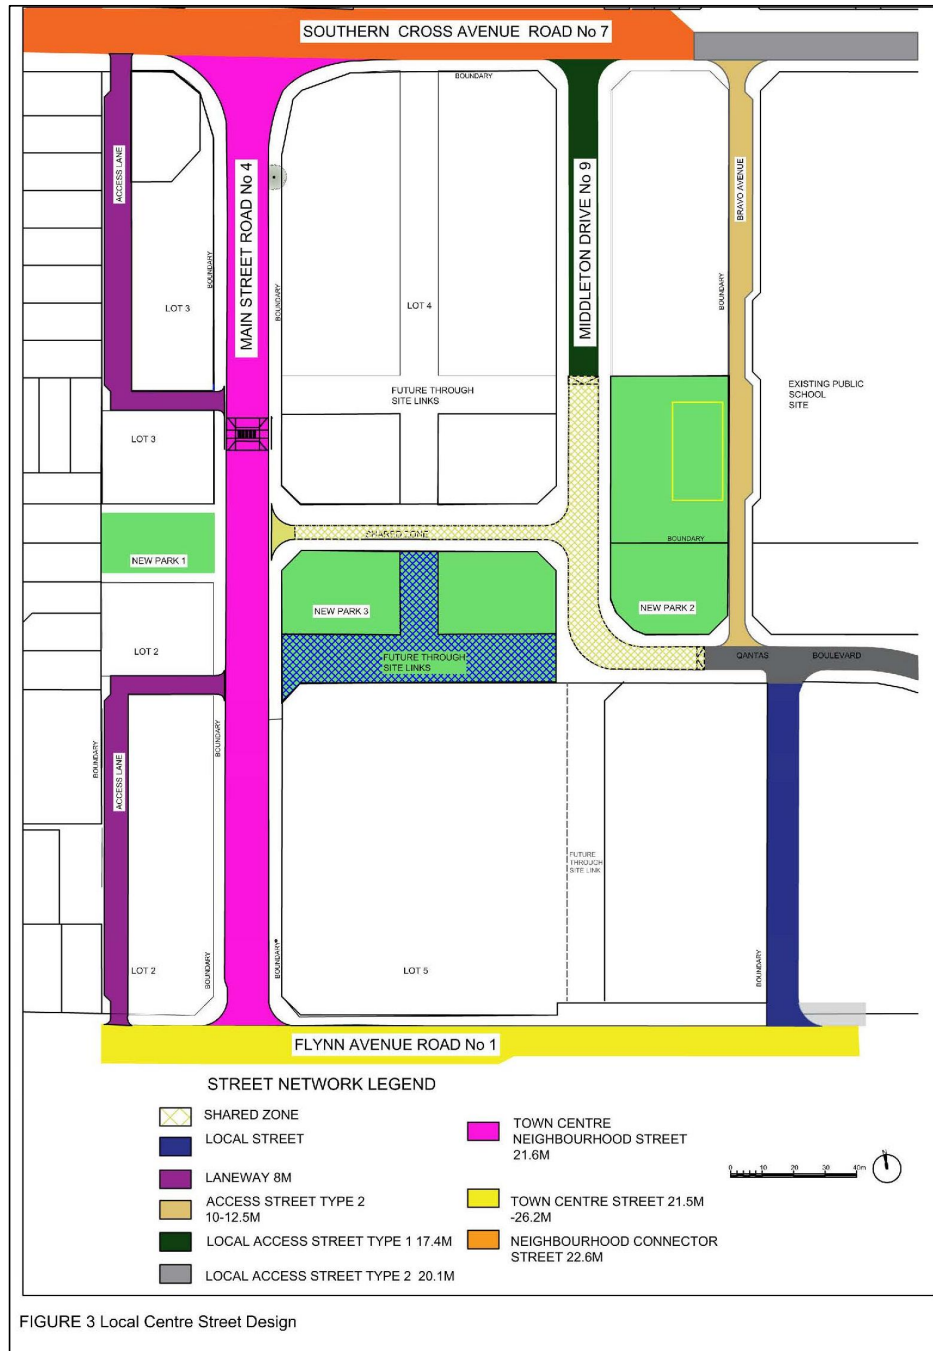 SOUTHERN CROSS AVENUE ROAD No 7
BOUNDARY
ACCESS LANE
MAIN STREET ROAD No 4
MIDDLETON DRIVE No 9
BRAVO AVENUE
BOUNDARY
BOUNDARY
BOUNDARY
LOT 3
LOT 4
FUTURE THROUGH
SITE LINKS
EXISTING PUBLIC
SCHOOL
SITE
LOT 3
SHARED ZONE
BOUNDARY
NEW PARK 1
NEW PARK 3
NEW PARK 2
LOT 2
FUTURE THROUGH
SITE LINKS
QANTAS BOULEVARD
BOUNDARY
ACCESS LANE
BOUNDARY
FUTURE
THROUGH
SITE LINK
BOUNDARY
BOUNDARY
BOUNDARY
LOT 2
LOT 5
FLYNN AVENUE ROAD No 1
STREET NETWORK LEGEND
SHARED ZONE
LOCAL STREET
LANEWAY 8M
ACCESS STREET TYPE 2
10-12.5M
LOCAL ACCESS STREET TYPE 1 17.4M
LOCAL ACCESS STREET TYPE 2 20.1M
TOWN CENTRE
NEIGHBOURHOOD STREET
21.6M
TOWN CENTRE STREET 21.5M
-26.2M
NEIGHBOURHOOD CONNECTOR
STREET 22.6M
0 10 20 30 40m
N
FIGURE 3 Local Centre Street Design